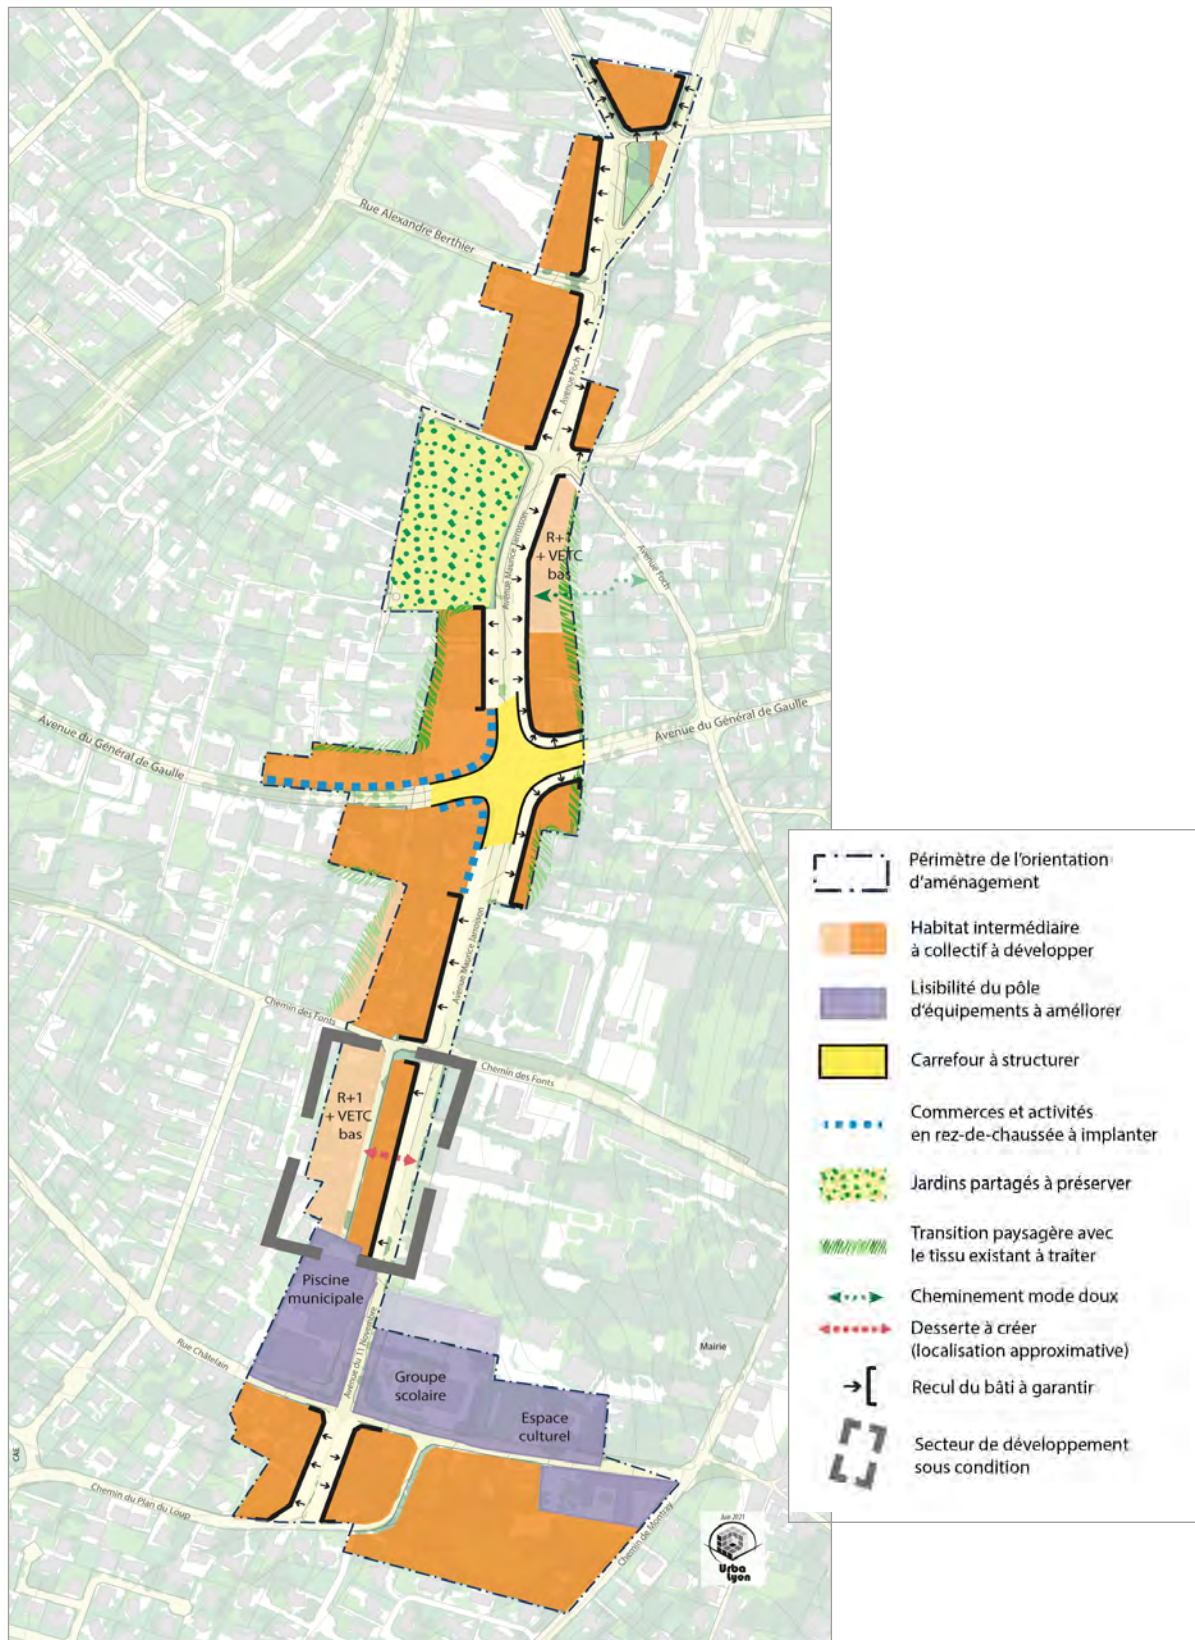 Rue Alexandre Berthier
Avenue Foch
Avenue Maurice Jarrosson
R+1
+ VETC
bas
Avenue Foch
Avenue du Général de Gaulle
Avenue du Général de Gaulle
Avenue Maurice Jarrosson
Chemin des Fonts
Chemin des Fonts
R+1
+ VETC
bas
Piscine
municipale
Avenue du 11 Novembre
Rue Châtelain
Groupe
scolaire
Espace
culturel
Mairie
CAE
Chemin du Plan du Loup
Chemin de Montray
Juin 2021
Urba
Lyon
Périmètre de l'orientation
d'aménagement
Habitat intermédiaire
à collectif à développer
Lisibilité du pôle
d'équipements à améliorer
Carrefour à structurer
Commerces et activités
en rez-de-chaussée à implanter
Jardins partagés à préserver
Transition paysagère avec
le tissu existant à traiter
Cheminement mode doux
Desserte à créer
(localisation approximative)
Recul du bâti à garantir
Secteur de développement
sous condition